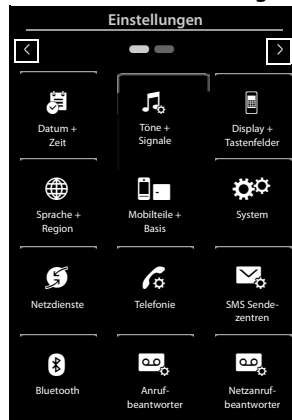 Einstellungen
Datum +
Zeit
Töne +
Signale
Display +
Tastenfelder
Sprache +
Region
Mobilteile +
Basis
System
Netzdienste
Telefonie
SMS Sende-
zentren
Bluetooth
Anruf-
beantworter
Netzanruf-
beantworter